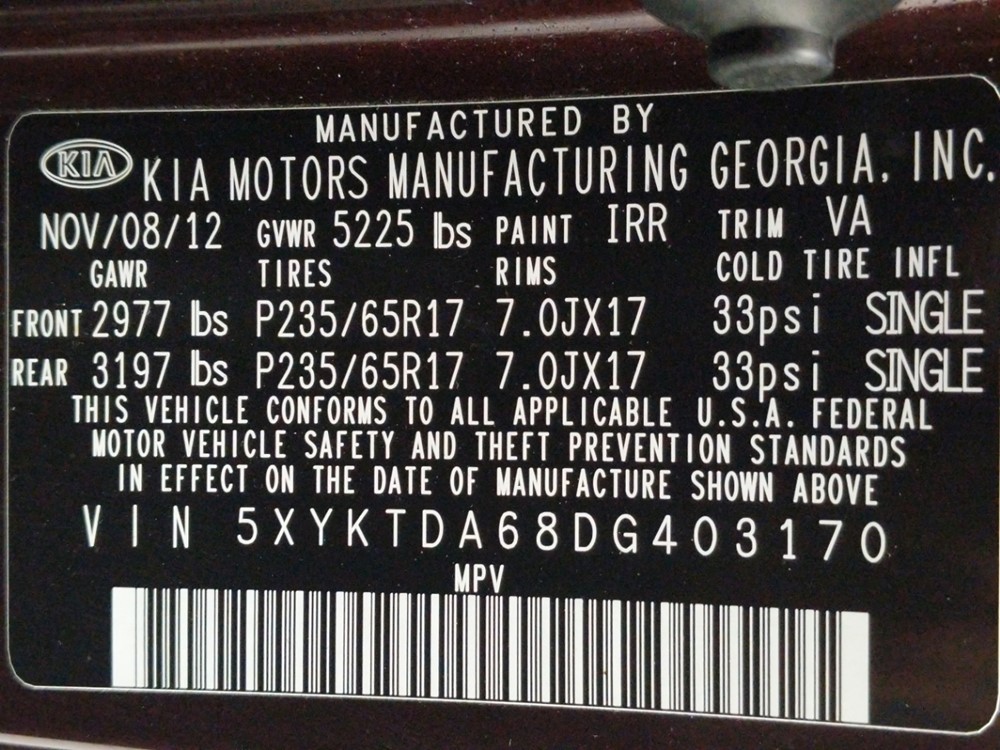 MANUFACTURED BY
KIA KIA MOTORS MANUFACTURING GEORGIA, INC.
NOV/08/12 GVWR 5225 lbs PAINT IRR TRIM VA
GAWR TIRES RIMS COLD TIRE INFL
FRONT 2977 lbs P235/65R17 7.0JX17 33psi SINGLE
REAR 3197 lbs P235/65R17 7.0JX17 33psi SINGLE
THIS VEHICLE CONFORMS TO ALL APPLICABLE U.S.A. FEDERAL
MOTOR VEHICLE SAFETY AND THEFT PREVENTION STANDARDS
IN EFFECT ON THE DATE OF MANUFACTURE SHOWN ABOVE
VIN 5XYKTDA68DG403170
MPV